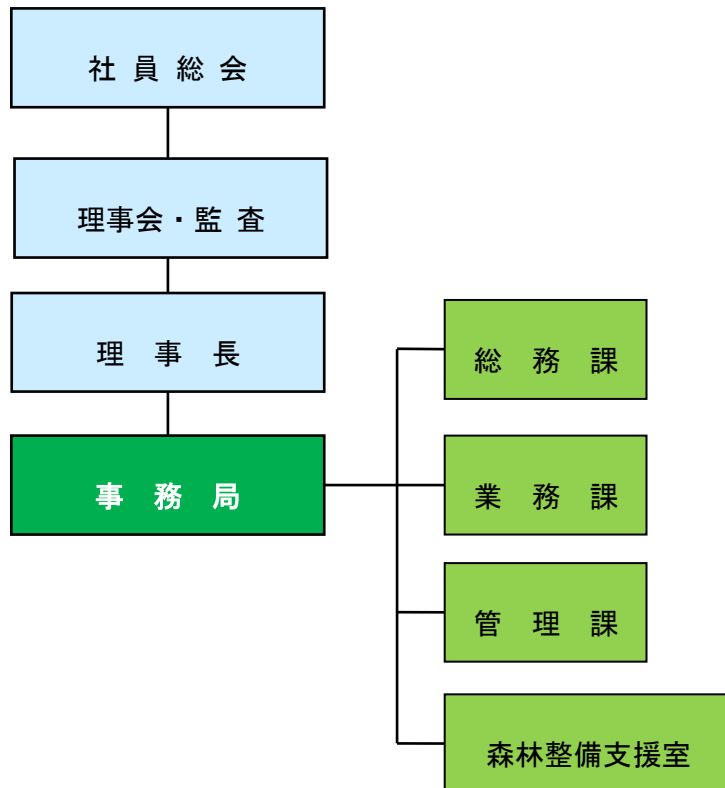 社 員 総 会
理事会・監 査
理 事 長
事 務 局
総 務 課
業 務 課
管 理 課
森林整備支援室